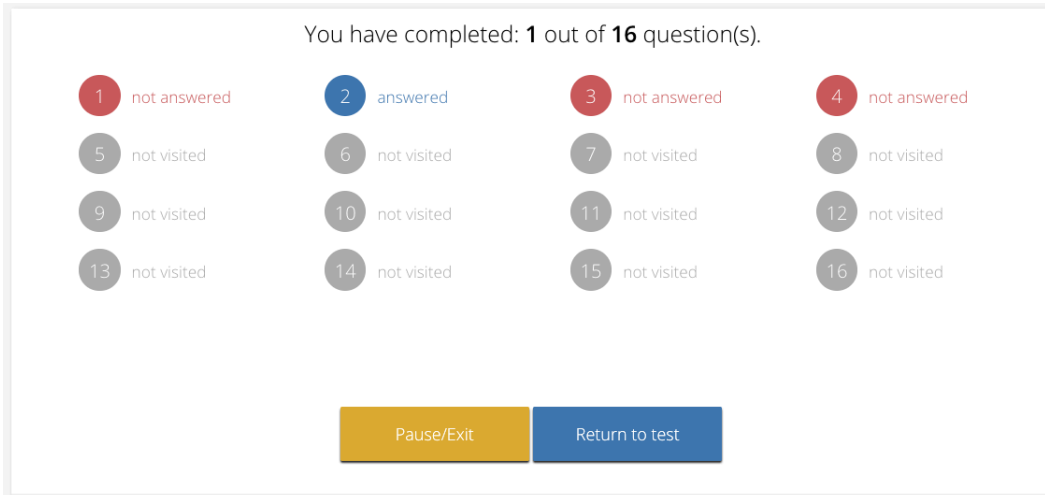 You have completed: 1 out of 16 question(s).
1 not answered 2 answered 3 not answered 4 not answered
5 not visited 6 not visited 7 not visited 8 not visited
9 not visited 10 not visited 11 not visited 12 not visited
13 not visited 14 not visited 15 not visited 16 not visited
Pause/Exit Return to test